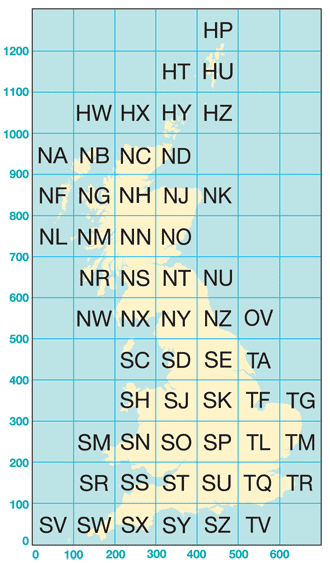 HP
1200
HT HU
1100
HW HX HY HZ
1000
NA NB NC ND
900
NF NG NH NJ NK
800
NL NM NN NO
700
NR NS NT NU
600
NW NX NY NZ OV
500
SC SD SE TA
400
SH SJ SK TF TG
300
SM SN SO SP TL TM
200
SR SS ST SU TQ TR
100
SV SW SX SY SZ TV
0
0 100 200 300 400 500 600